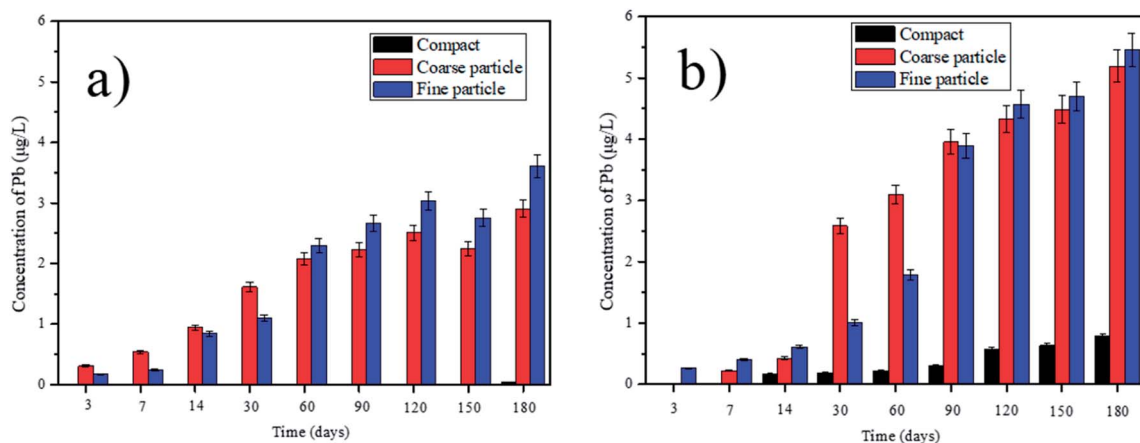 a)
Compact
Coarse particle
Fine particle
Concentration of Pb (µg/L)
6
5
4
3
2
1
0
3 7 14 30 60 90 120 150 180
Time (days)
b)
Compact
Coarse particle
Fine particle
Concentration of Pb (µg/L)
6
5
4
3
2
1
0
3 7 14 30 60 90 120 150 180
Time (days)